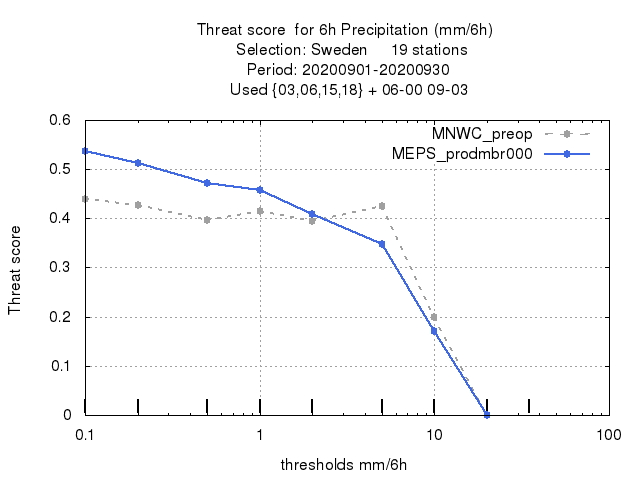 Threat score  for 6h Precipitation (mm/6h)
Selection: Sweden     19 stations
Period: 20200901-20200930
Used {03,06,15,18} + 06-00 09-03
MNWC_preop
MEPS_prodmbr000
Threat score
0.6
0.5
0.4
0.3
0.2
0.1
0
0.1 1 10 100
thresholds mm/6h